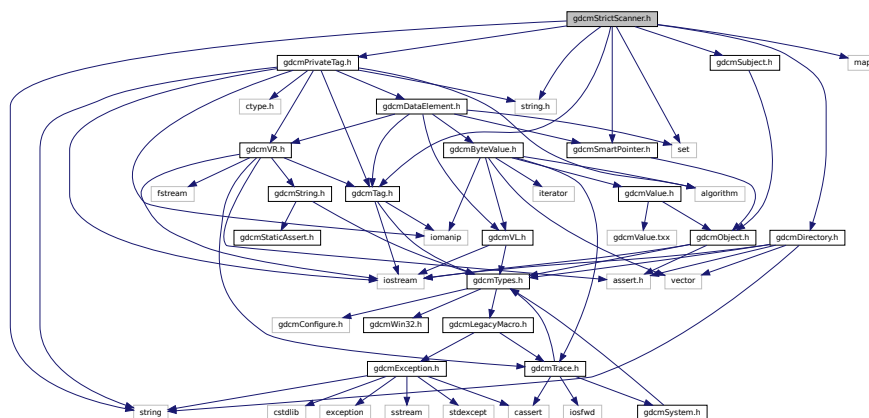 gdcmStrictScanner.h
gdcmPrivateTag.h
gdcmSubject.h
map
ctype.h
gdcmDataElement.h
string.h
gdcmVR.h
gdcmByteValue.h
gdcmSmartPointer.h
set
fstream
gdcmString.h
gdcmTag.h
iterator
gdcmValue.h
algorithm
gdcmStaticAssert.h
iomanip
gdcmVL.h
gdcmValue.txx
gdcmObject.h
gdcmDirectory.h
iostream
gdcmTypes.h
assert.h
vector
gdcmConfigure.h
gdcmWin32.h
gdcmLegacyMacro.h
gdcmException.h
gdcmTrace.h
string
cstdlib
exception
sstream
stdexcept
cassert
iosfwd
gdcmSystem.h